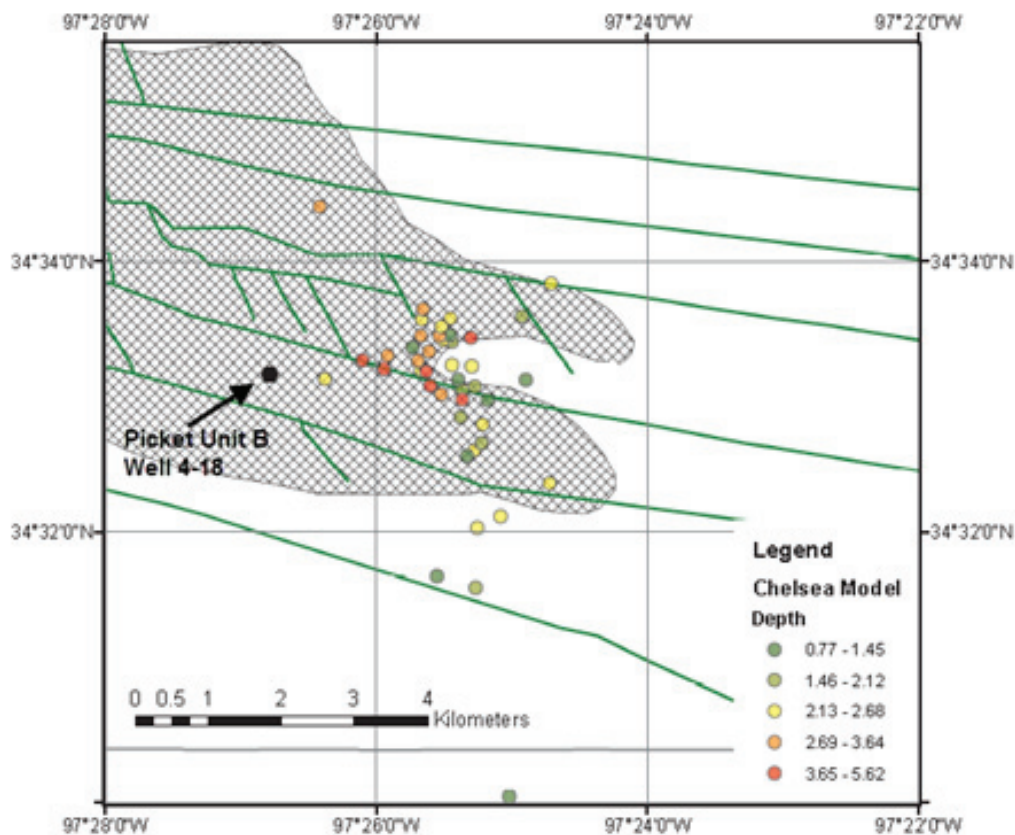 97°28'0"W 97°26'0"W 97°24'0"W 97°22'0"W
34°34'0"N 34°34'0"N
Picket Unit B
Well 4-18
34°32'0"N 34°32'0"N
Legend
Chelsea Model
Depth
0.77 - 1.45
1.46 - 2.12
2.13 - 2.68
2.69 - 3.64
3.65 - 5.62
0 0.5 1 2 3 4
Kilometers
97°28'0"W 97°26'0"W 97°24'0"W 97°22'0"W